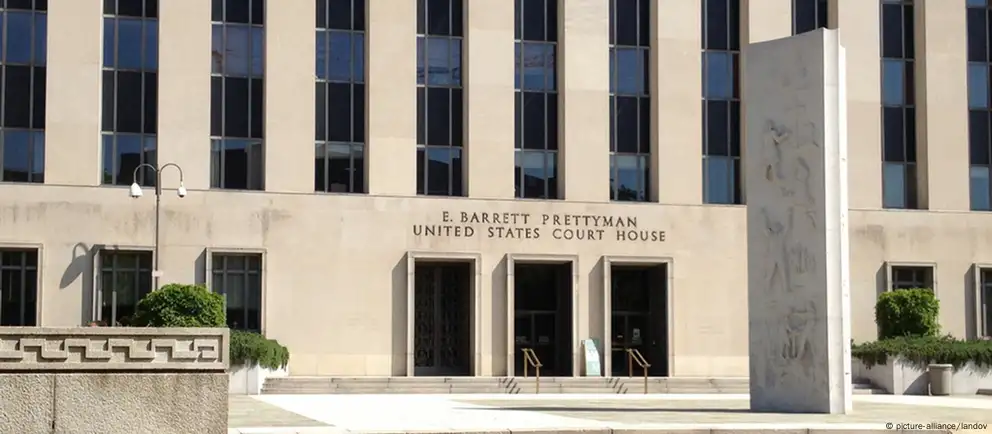 E. BARRETT PRETTYMAN
UNITED STATES COURT HOUSE
© picture-alliance/landov